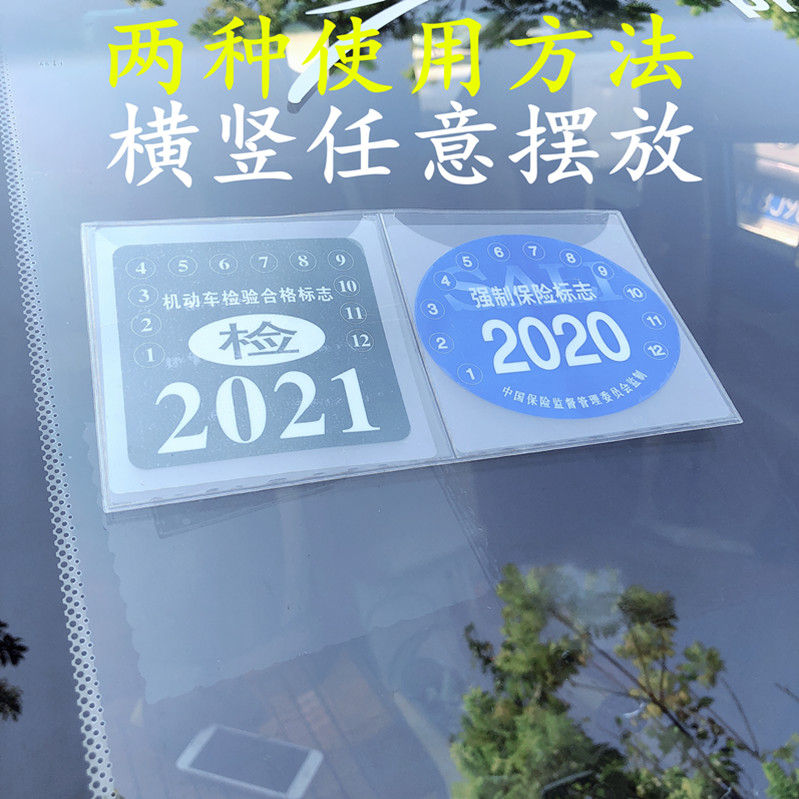 两种使用方法
横竖任意摆放
4 5 6 7 8 9
3 机动车检验合格标志 10
2 检 11
1 12
2021
5 6 7 8 9
4 强制保险标志 10
3 11
2 2020 12
1
中国保险监督管理委员会监制